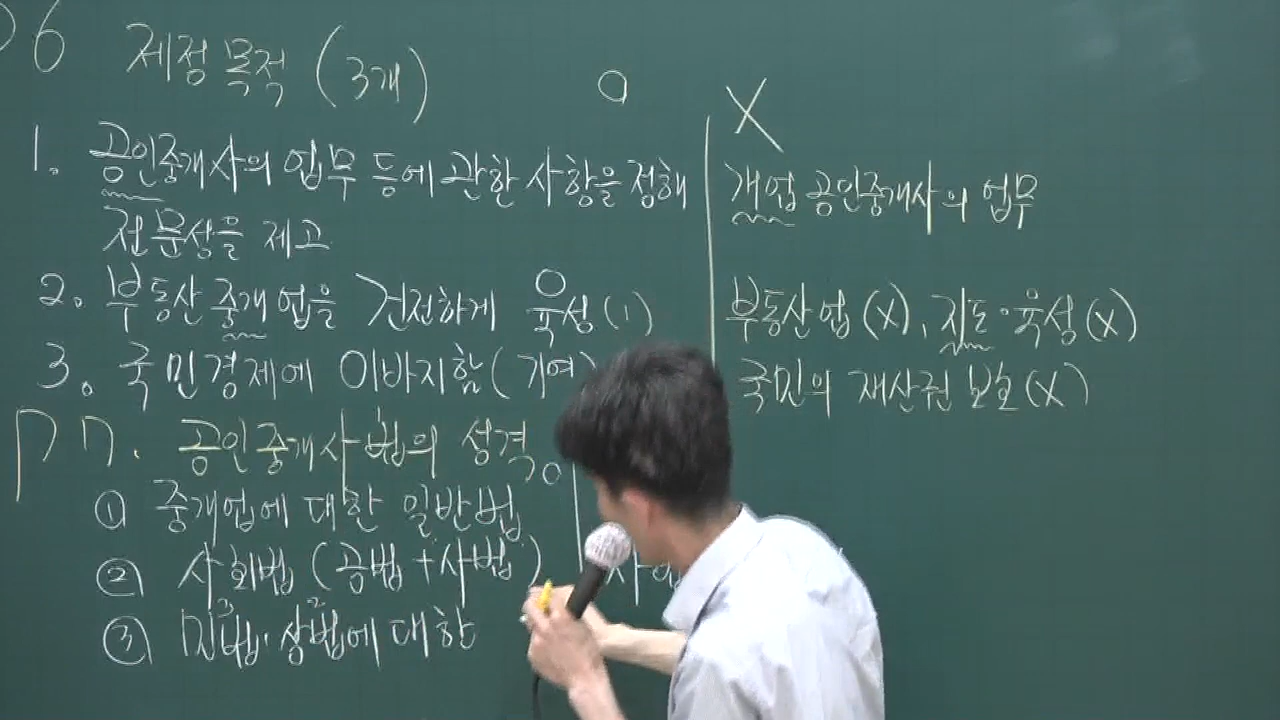 P6 제정목적 (3개)
O X
1. 공인중개사의 업무 등에 관한 사항을 정해
전문성을 제고
개업 공인중개사의 업무
2. 부동산 중개업을 건전하게 육성(1)
부동산업(X), 지도·육성(X)
3. 국민경제에 이바지함(기여)
국민의 재산권 보호(X)
P7. 공인중개사법의 성격 O
① 중개업에 대한 일반법
② 사회법 (공법+사법)
사법
③ 민법·상법에 대한